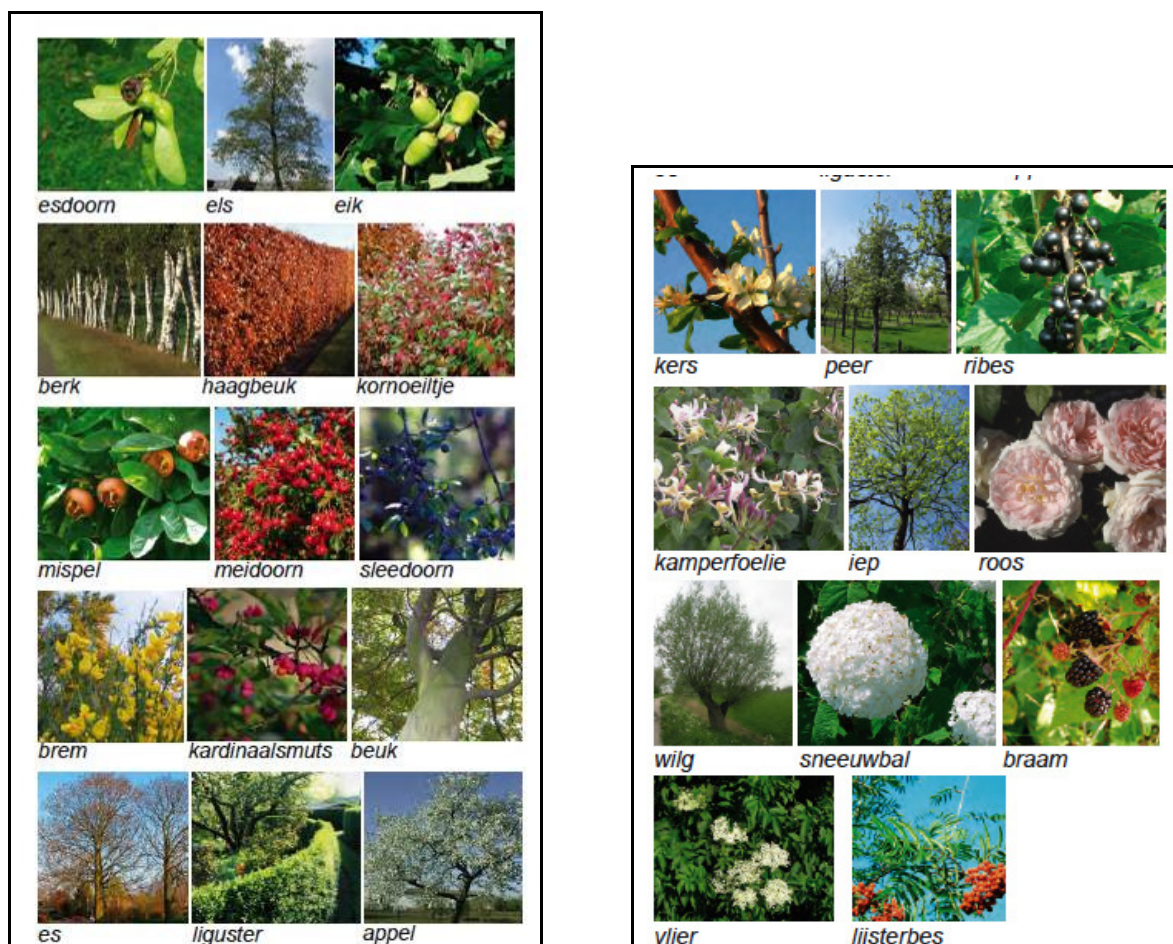 esdoorn els eik
berk haagbeuk kornoeiltje
mispel meidoorn sleedoorn
brem kardinaalsmuts beuk
es liguster appel
kers peer ribes
kamperfoelie iep roos
wilg sneeuwbal braam
vlier lijsterbes